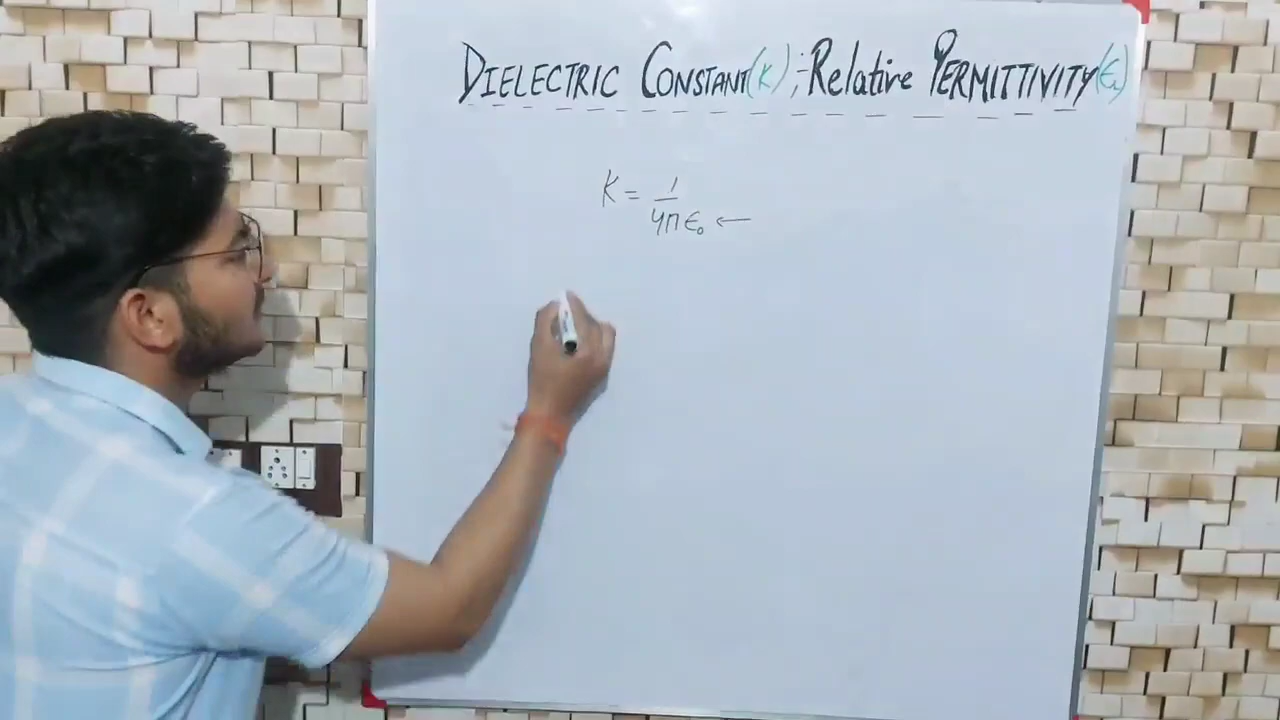 DIELECTRIC CONSTANT(K) ;- Relative PERMITTIVITY(εr)
K = 1/4πε₀ ←